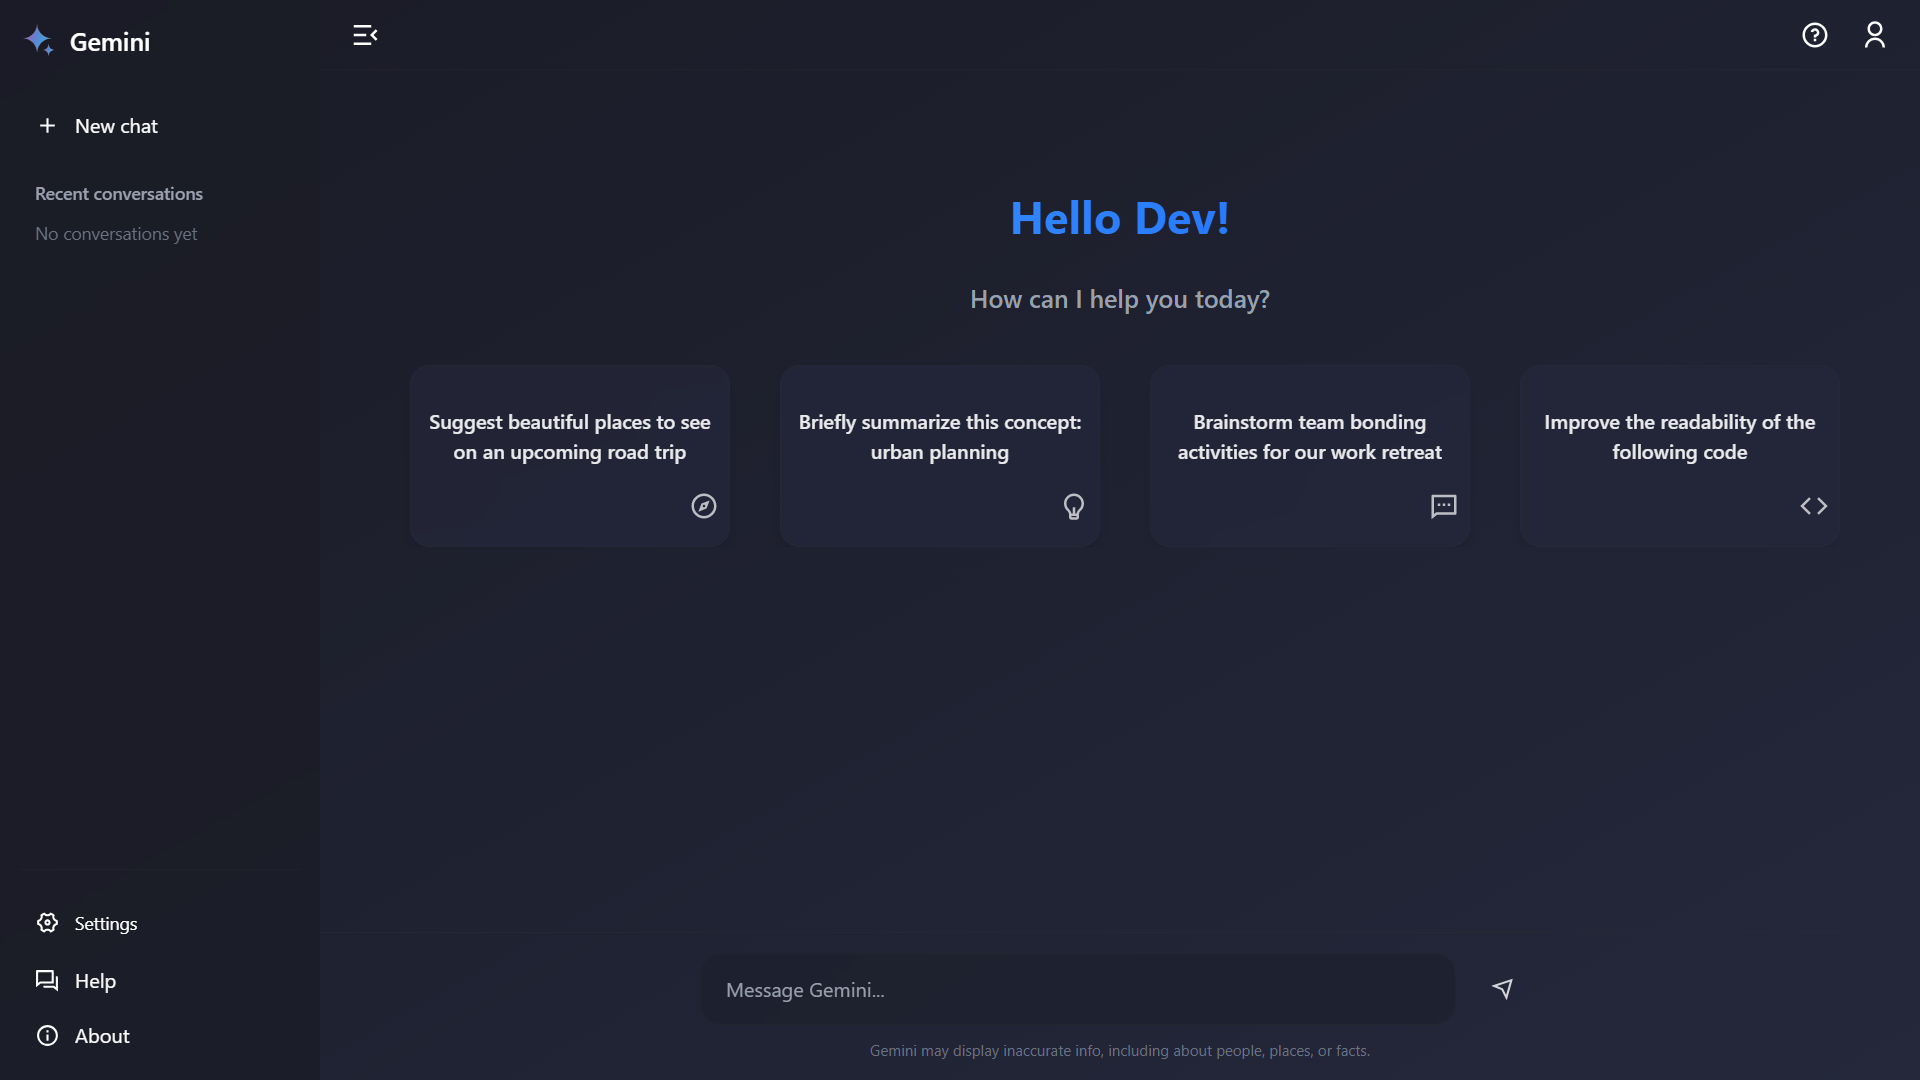 Gemini
New chat
Recent conversations
No conversations yet
Settings
Help
About
Hello Dev!
How can I help you today?
Suggest beautiful places to see
on an upcoming road trip
Briefly summarize this concept:
urban planning
Brainstorm team bonding
activities for our work retreat
Improve the readability of the
following code
Message Gemini...
Gemini may display inaccurate info, including about people, places, or facts.